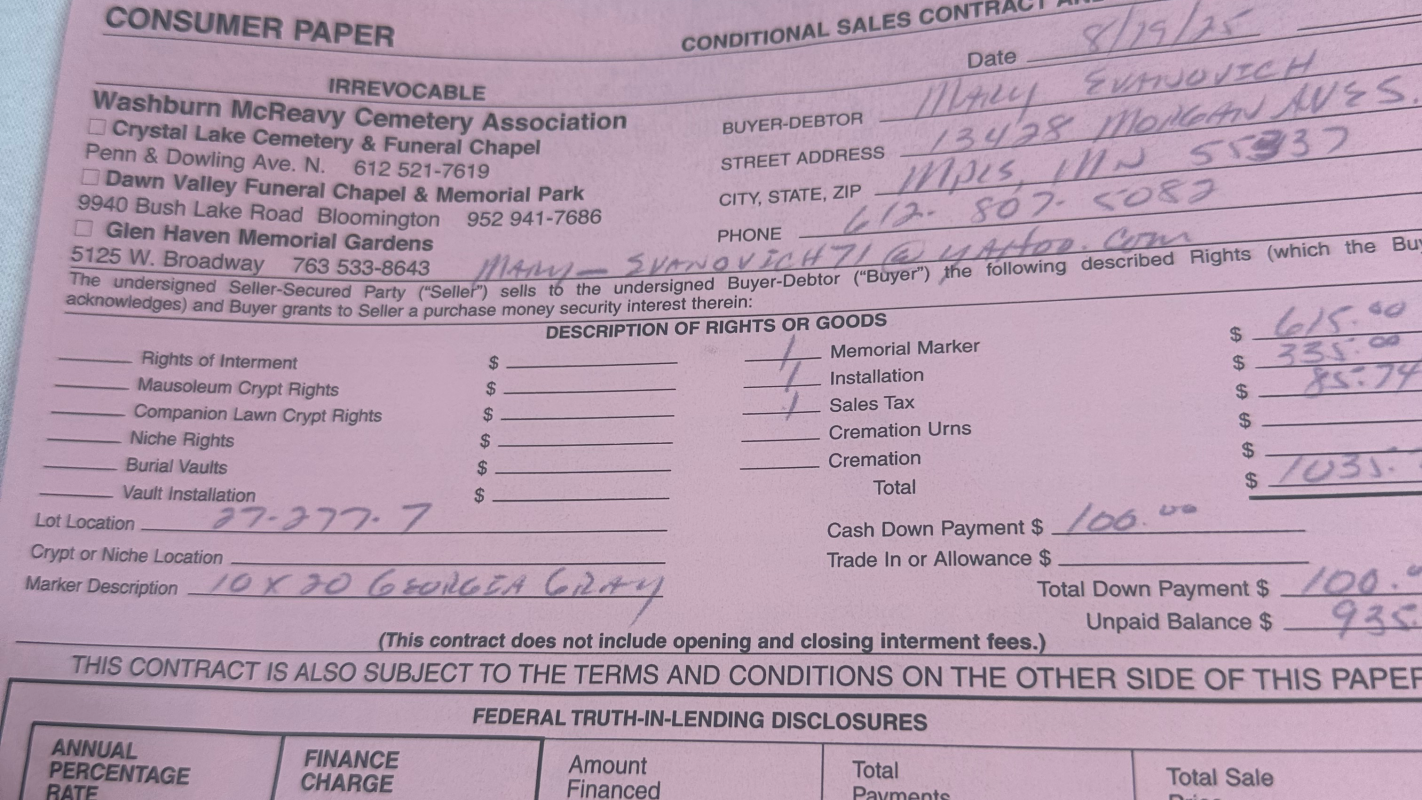 CONSUMER PAPER
CONDITIONAL SALES CONTRACT
Date 8/19/25
IRREVOCABLE
Washburn McReavy Cemetery Association
☐ Crystal Lake Cemetery & Funeral Chapel
Penn & Dowling Ave. N. 612 521-7619
☐ Dawn Valley Funeral Chapel & Memorial Park
9940 Bush Lake Road Bloomington 952 941-7686
☐ Glen Haven Memorial Gardens
5125 W. Broadway 763 533-8643
BUYER-DEBTOR MARY EVANOVICH
STREET ADDRESS 13428 MORGAN AVE S.
CITY, STATE, ZIP MPLS, MN 55337
PHONE 612-807-5082
MARY_EVANOVICH71@YAHOO.COM
The undersigned Seller-Secured Party ("Seller") sells to the undersigned Buyer-Debtor ("Buyer") the following described Rights (which the
acknowledges) and Buyer grants to Seller a purchase money security interest therein:
DESCRIPTION OF RIGHTS OR GOODS
Rights of Interment $
Mausoleum Crypt Rights $
Companion Lawn Crypt Rights $
Niche Rights $
Burial Vaults $
Vault Installation $
1 Memorial Marker $ 615.00
1 Installation $ 335.00
1 Sales Tax $ 85.74
Cremation Urns $
Cremation $
Total $ 1035.
Lot Location 27-277-7
Crypt or Niche Location
Marker Description 10 X 20 GEORGIA GRAY
Cash Down Payment $ 100.00
Trade In or Allowance $
Total Down Payment $ 100.
Unpaid Balance $ 935.
(This contract does not include opening and closing interment fees.)
THIS CONTRACT IS ALSO SUBJECT TO THE TERMS AND CONDITIONS ON THE OTHER SIDE OF THIS PAPER
FEDERAL TRUTH-IN-LENDING DISCLOSURES
ANNUAL
PERCENTAGE
RATE
FINANCE
CHARGE
Amount
Financed
Total
Payments
Total Sale